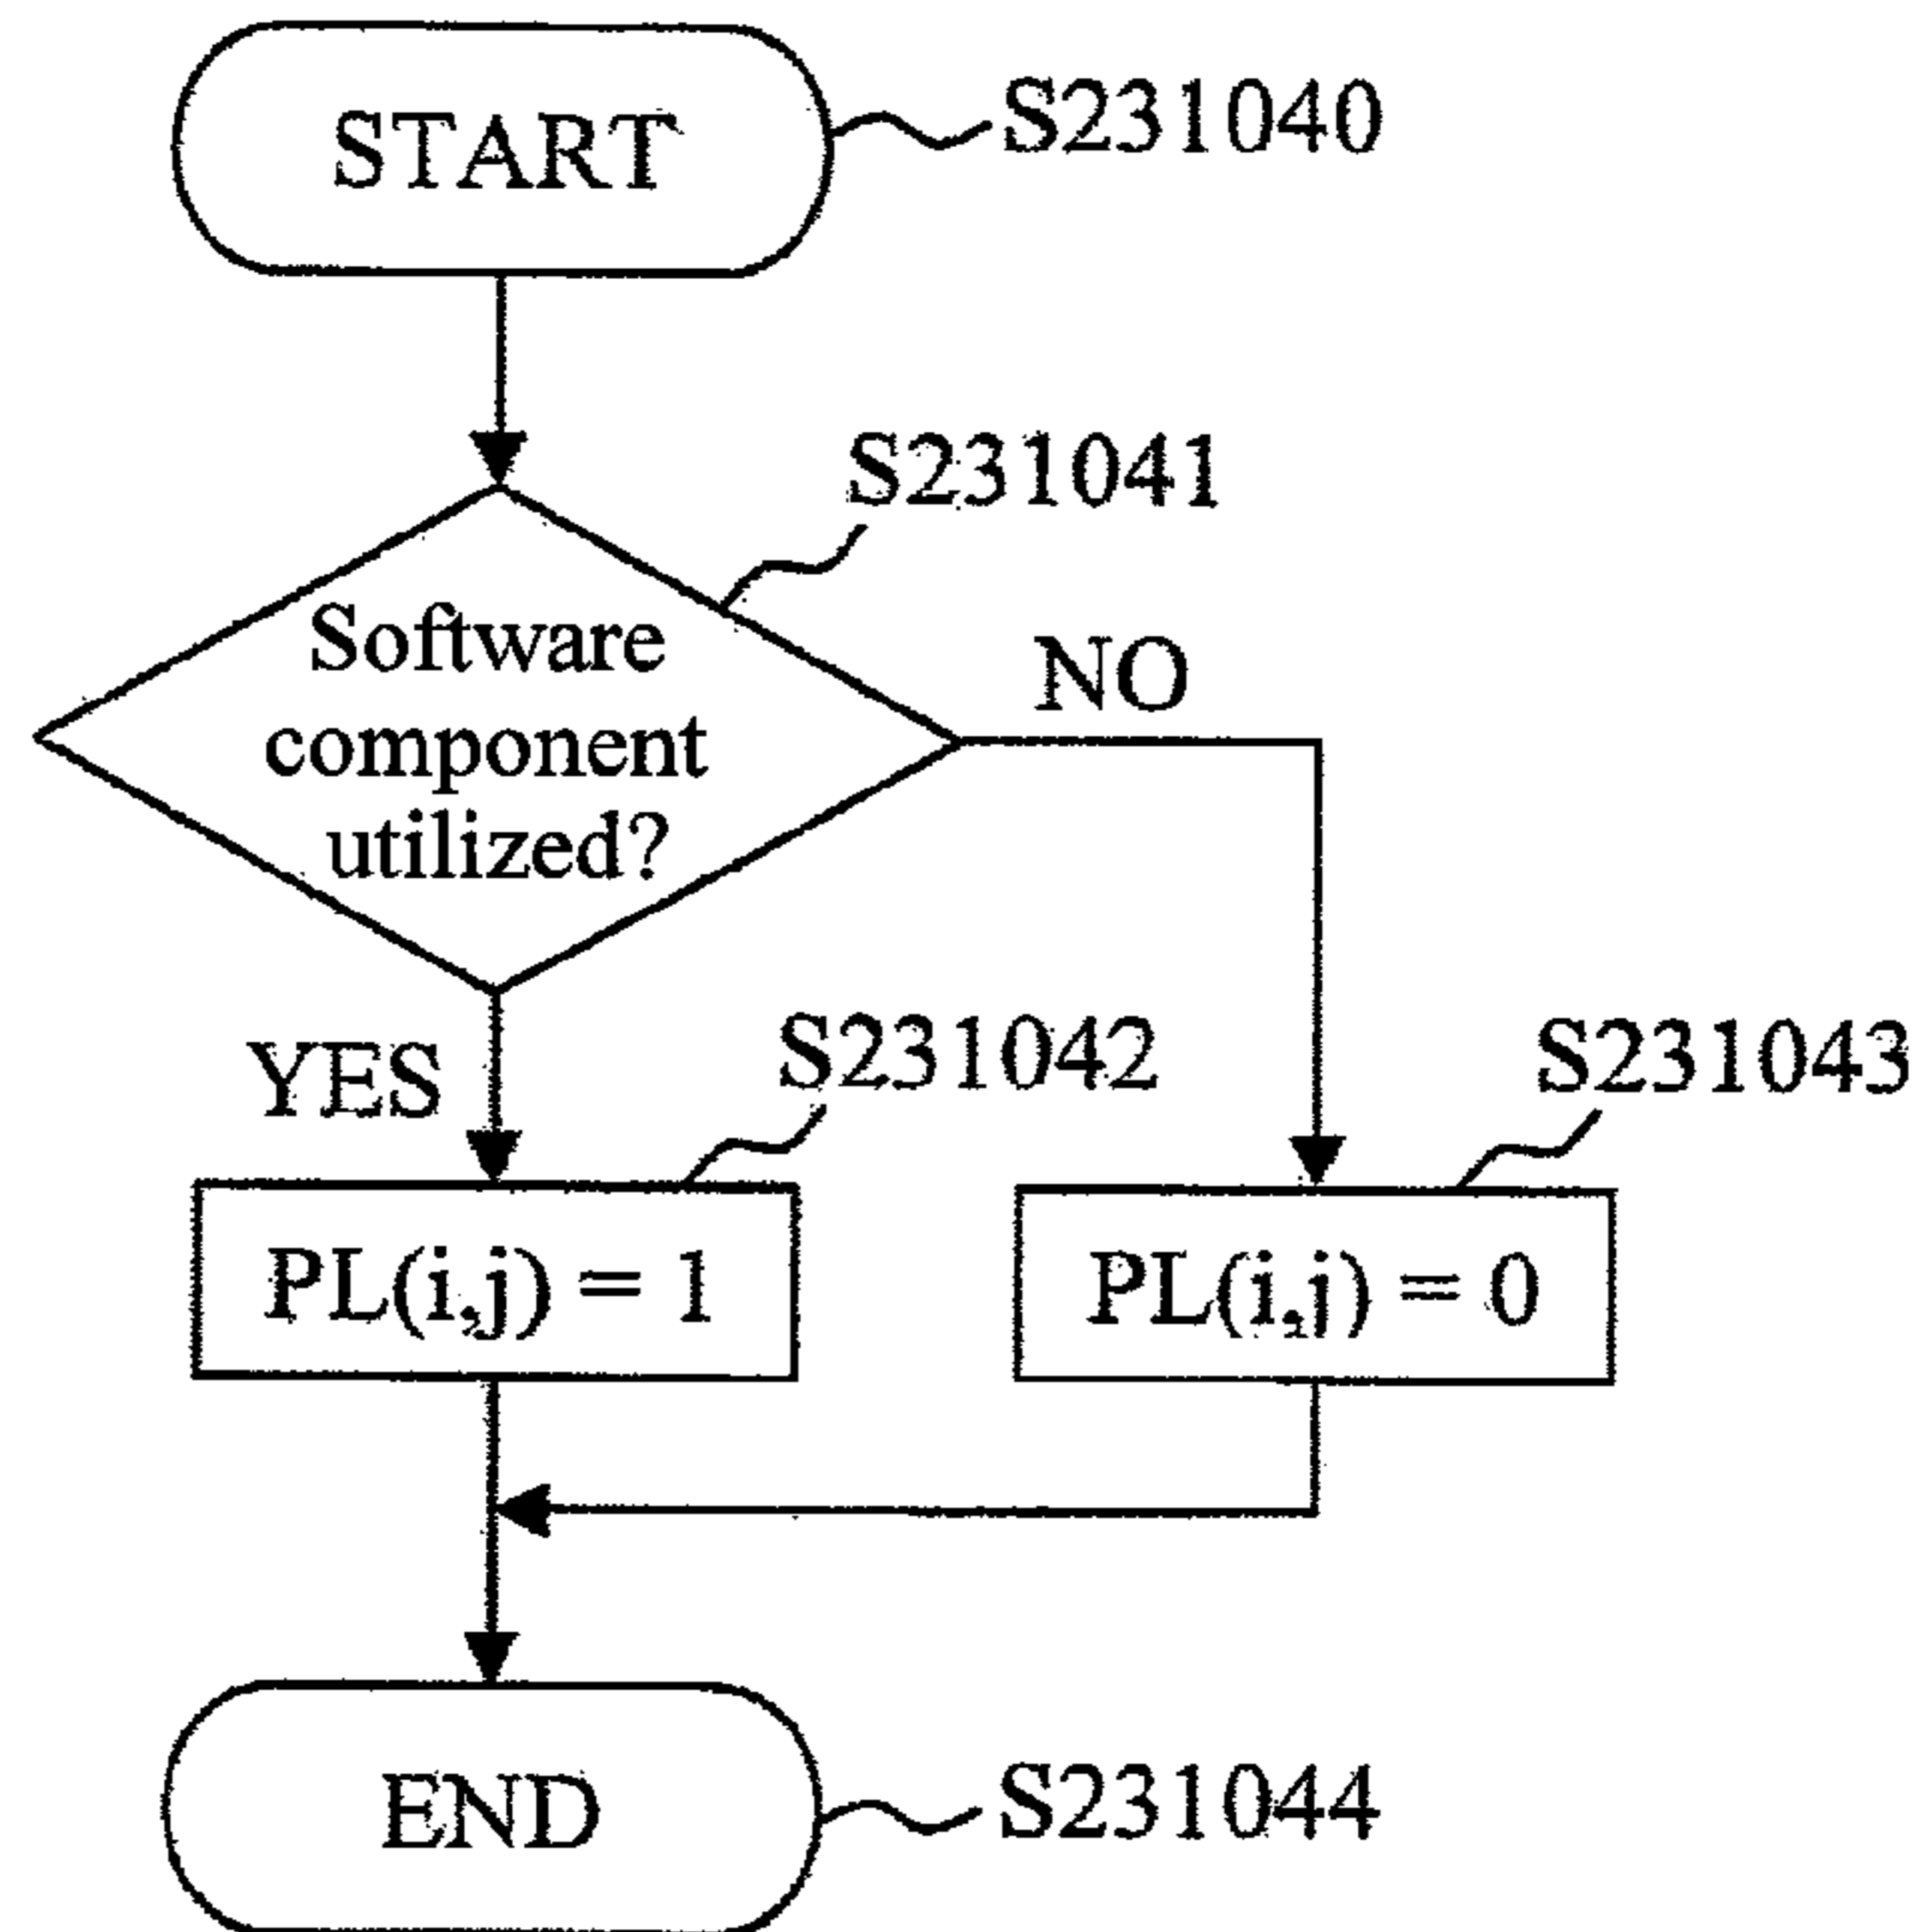 START
S231040
S231041
Software
component
utilized?
NO
YES
S231042
S231043
PL(i,j) = 1
PL(i,j) = 0
END
S231044